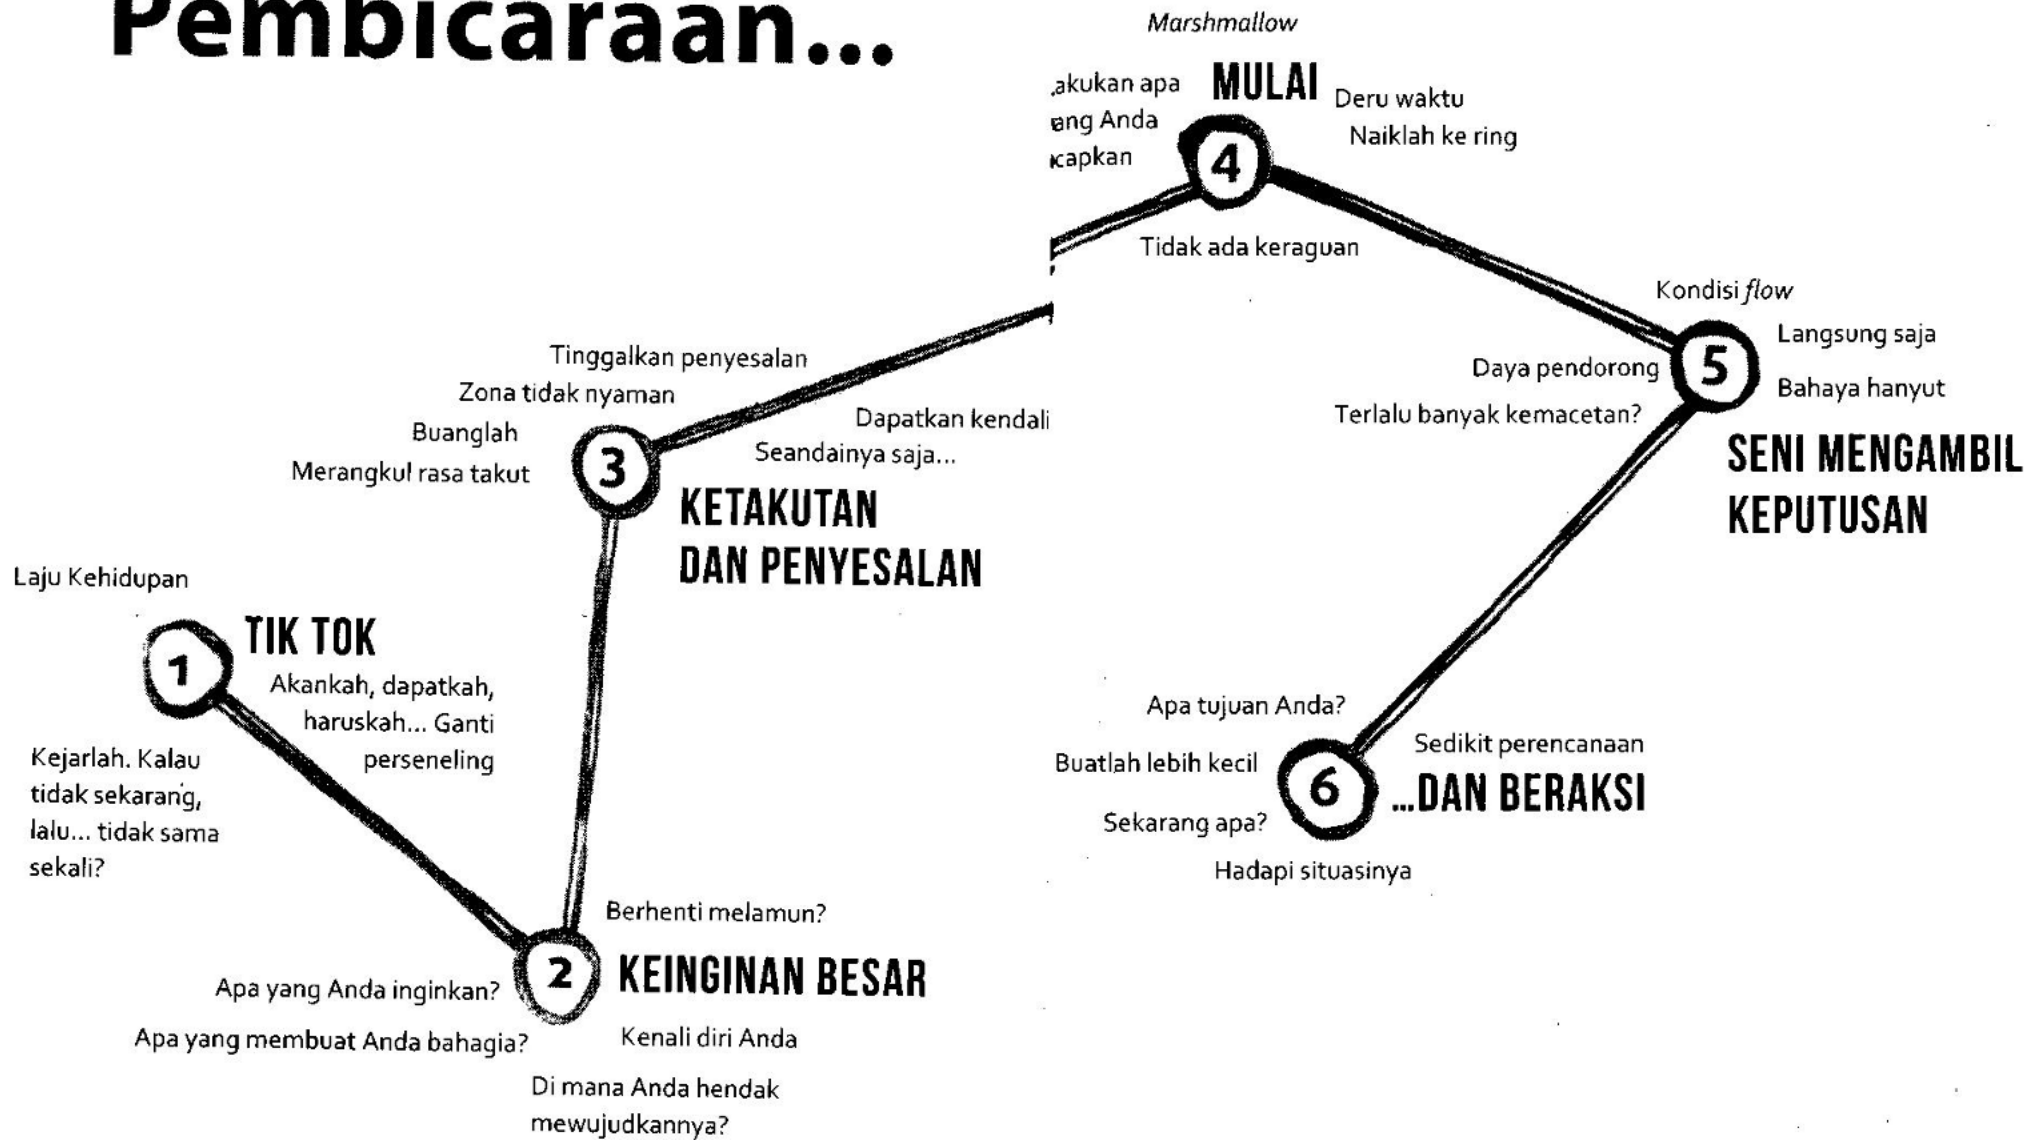 Pembicaraan...
Laju Kehidupan
1
TIK TOK
Akankah, dapatkah,
haruskah... Ganti
perseneling
Kejarlah. Kalau
tidak sekarang,
lalu... tidak sama
sekali?
Berhenti melamun?
2
KEINGINAN BESAR
Apa yang Anda inginkan?
Apa yang membuat Anda bahagia?
Kenali diri Anda
Di mana Anda hendak
mewujudkannya?
Tinggalkan penyesalan
Zona tidak nyaman
Buanglah
Merangkul rasa takut
3
Dapatkan kendali
Seandainya saja...
KETAKUTAN
DAN PENYESALAN
Marshmallow
akukan apa
ang Anda
capkan
MULAI
4
Deru waktu
Naiklah ke ring
Tidak ada keraguan
Kondisi flow
Langsung saja
Daya pendorong
5
Bahaya hanyut
Terlalu banyak kemacetan?
SENI MENGAMBIL
KEPUTUSAN
Apa tujuan Anda?
Buatlah lebih kecil
Sekarang apa?
Hadapi situasinya
6
Sedikit perencanaan
...DAN BERAKSI